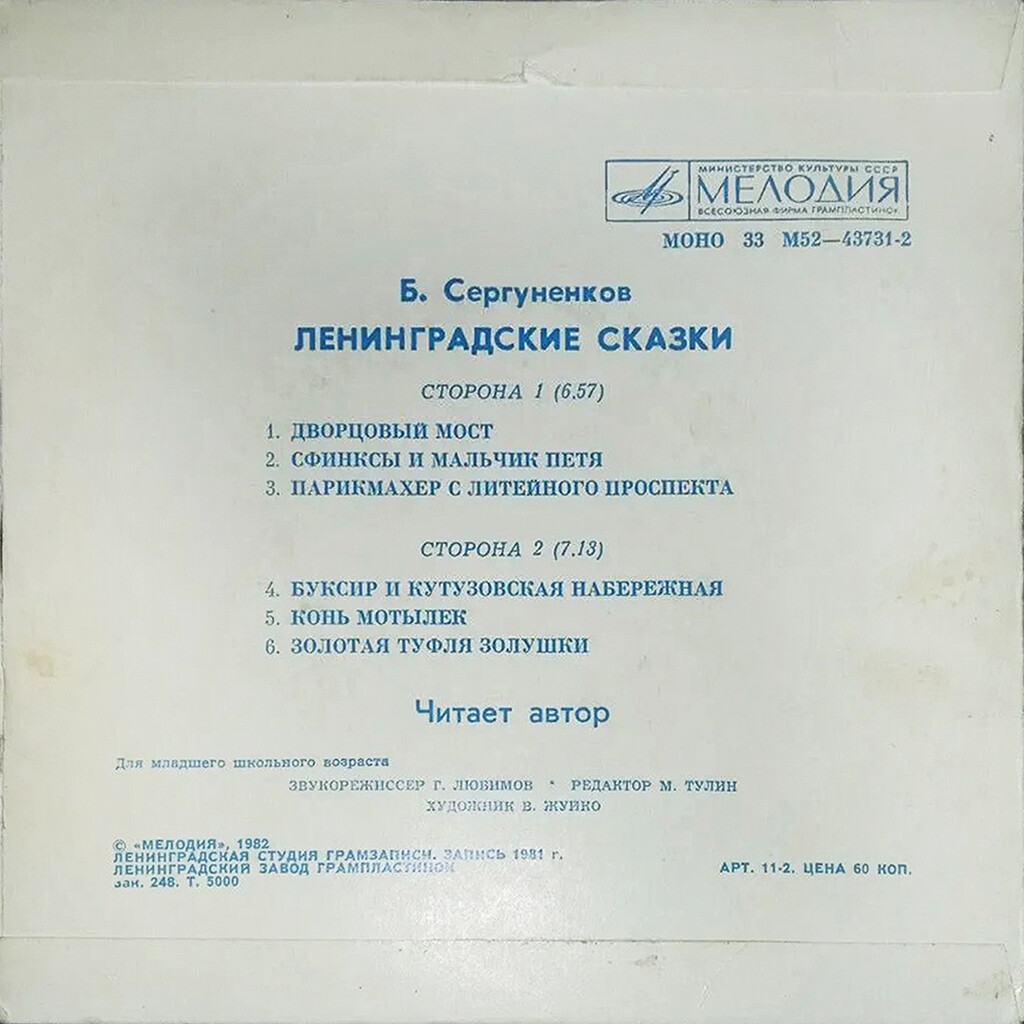 МИНИСТЕРСТВО КУЛЬТУРЫ СССР
МЕЛОДИЯ
ВСЕСОЮЗНАЯ ФИРМА ГРАМПЛАСТИНОК
МОНО 33 М52—43731-2
Б. Сергуненков
ЛЕНИНГРАДСКИЕ СКАЗКИ
СТОРОНА 1 (6.57)
1. ДВОРЦОВЫЙ МОСТ
2. СФИНКСЫ И МАЛЬЧИК ПЕТЯ
3. ПАРИКМАХЕР С ЛИТЕЙНОГО ПРОСПЕКТА
СТОРОНА 2 (7.13)
4. БУКСИР И КУТУЗОВСКАЯ НАБЕРЕЖНАЯ
5. КОНЬ МОТЫЛЕК
6. ЗОЛОТАЯ ТУФЛЯ ЗОЛУШКИ
Читает автор
Для младшего школьного возраста
ЗВУКОРЕЖИССЕР Г. ЛЮБИМОВ * РЕДАКТОР М. ТУЛИН
ХУДОЖНИК В. ЖУЙКО
© «МЕЛОДИЯ», 1982
ЛЕНИНГРАДСКАЯ СТУДИЯ ГРАМЗАПИСИ. ЗАПИСЬ 1981 г.
ЛЕНИНГРАДСКИЙ ЗАВОД ГРАМПЛАСТИНОК
зак. 248. Т. 5000
АРТ. 11-2. ЦЕНА 60 КОП.